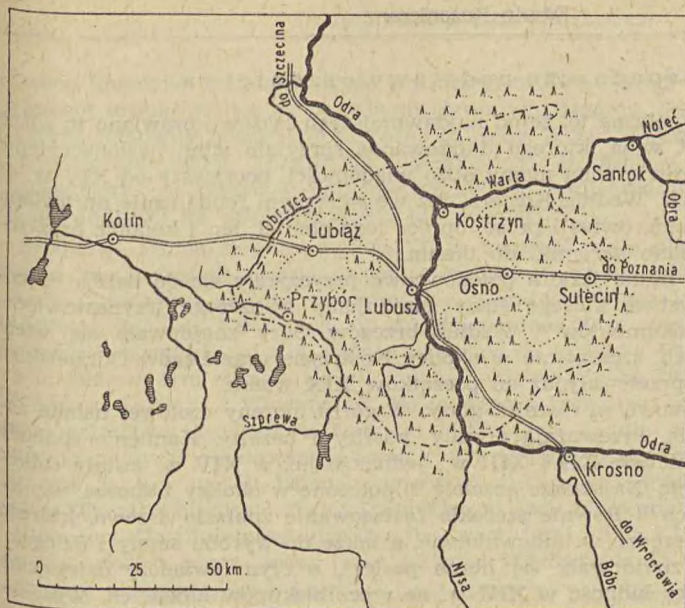 do Szczecina
Odra
Noteć
Warta
Santok
Obra
Obrzyca
Kostrzyn
Kolin
Lubiąż
do Poznania
Ośno
Sulęcin
Przybór
Lubusz
Szprewa
Odra
Krosno
do Wrocławia
Nysa
Bóbr
0 25 50 km